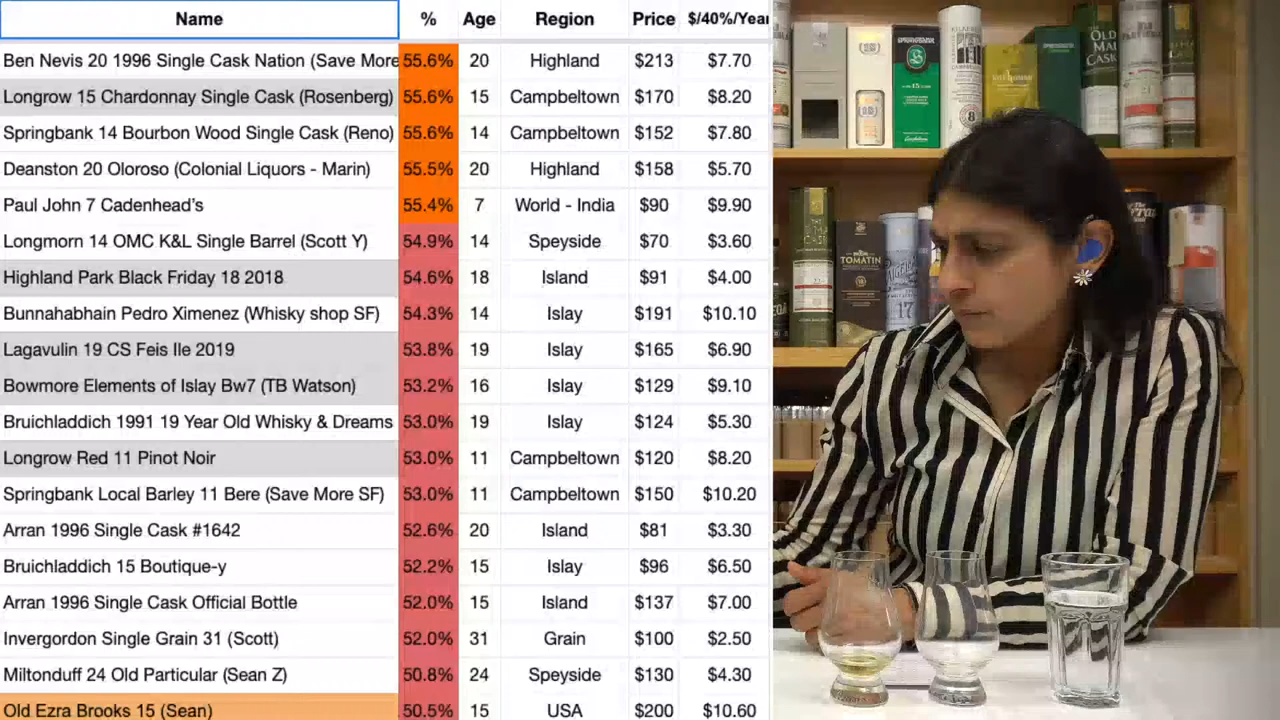 Name % Age Region Price $/40%/Year
Ben Nevis 20 1996 Single Cask Nation (Save More 55.6% 20 Highland $213 $7.70
Longrow 15 Chardonnay Single Cask (Rosenberg) 55.6% 15 Campbeltown $170 $8.20
Springbank 14 Bourbon Wood Single Cask (Reno) 55.6% 14 Campbeltown $152 $7.80
Deanston 20 Oloroso (Colonial Liquors - Marin) 55.5% 20 Highland $158 $5.70
Paul John 7 Cadenhead's 55.4% 7 World - India $90 $9.90
Longmorn 14 OMC K&L Single Barrel (Scott Y) 54.9% 14 Speyside $70 $3.60
Highland Park Black Friday 18 2018 54.6% 18 Island $91 $4.00
Bunnahabhain Pedro Ximenez (Whisky shop SF) 54.3% 14 Islay $191 $10.10
Lagavulin 19 CS Feis Ile 2019 53.8% 19 Islay $165 $6.90
Bowmore Elements of Islay Bw7 (TB Watson) 53.2% 16 Islay $129 $9.10
Bruichladdich 1991 19 Year Old Whisky & Dreams 53.0% 19 Islay $124 $5.30
Longrow Red 11 Pinot Noir 53.0% 11 Campbeltown $120 $8.20
Springbank Local Barley 11 Bere (Save More SF) 53.0% 11 Campbeltown $150 $10.20
Arran 1996 Single Cask #1642 52.6% 20 Island $81 $3.30
Bruichladdich 15 Boutique-y 52.2% 15 Islay $96 $6.50
Arran 1996 Single Cask Official Bottle 52.0% 15 Island $137 $7.00
Invergordon Single Grain 31 (Scott) 52.0% 31 Grain $100 $2.50
Miltonduff 24 Old Particular (Sean Z) 50.8% 24 Speyside $130 $4.30
Old Ezra Brooks 15 (Sean) 50.5% 15 USA $200 $10.60
THE
OLD
MAL
CASK
8
TOMATIN
17
The